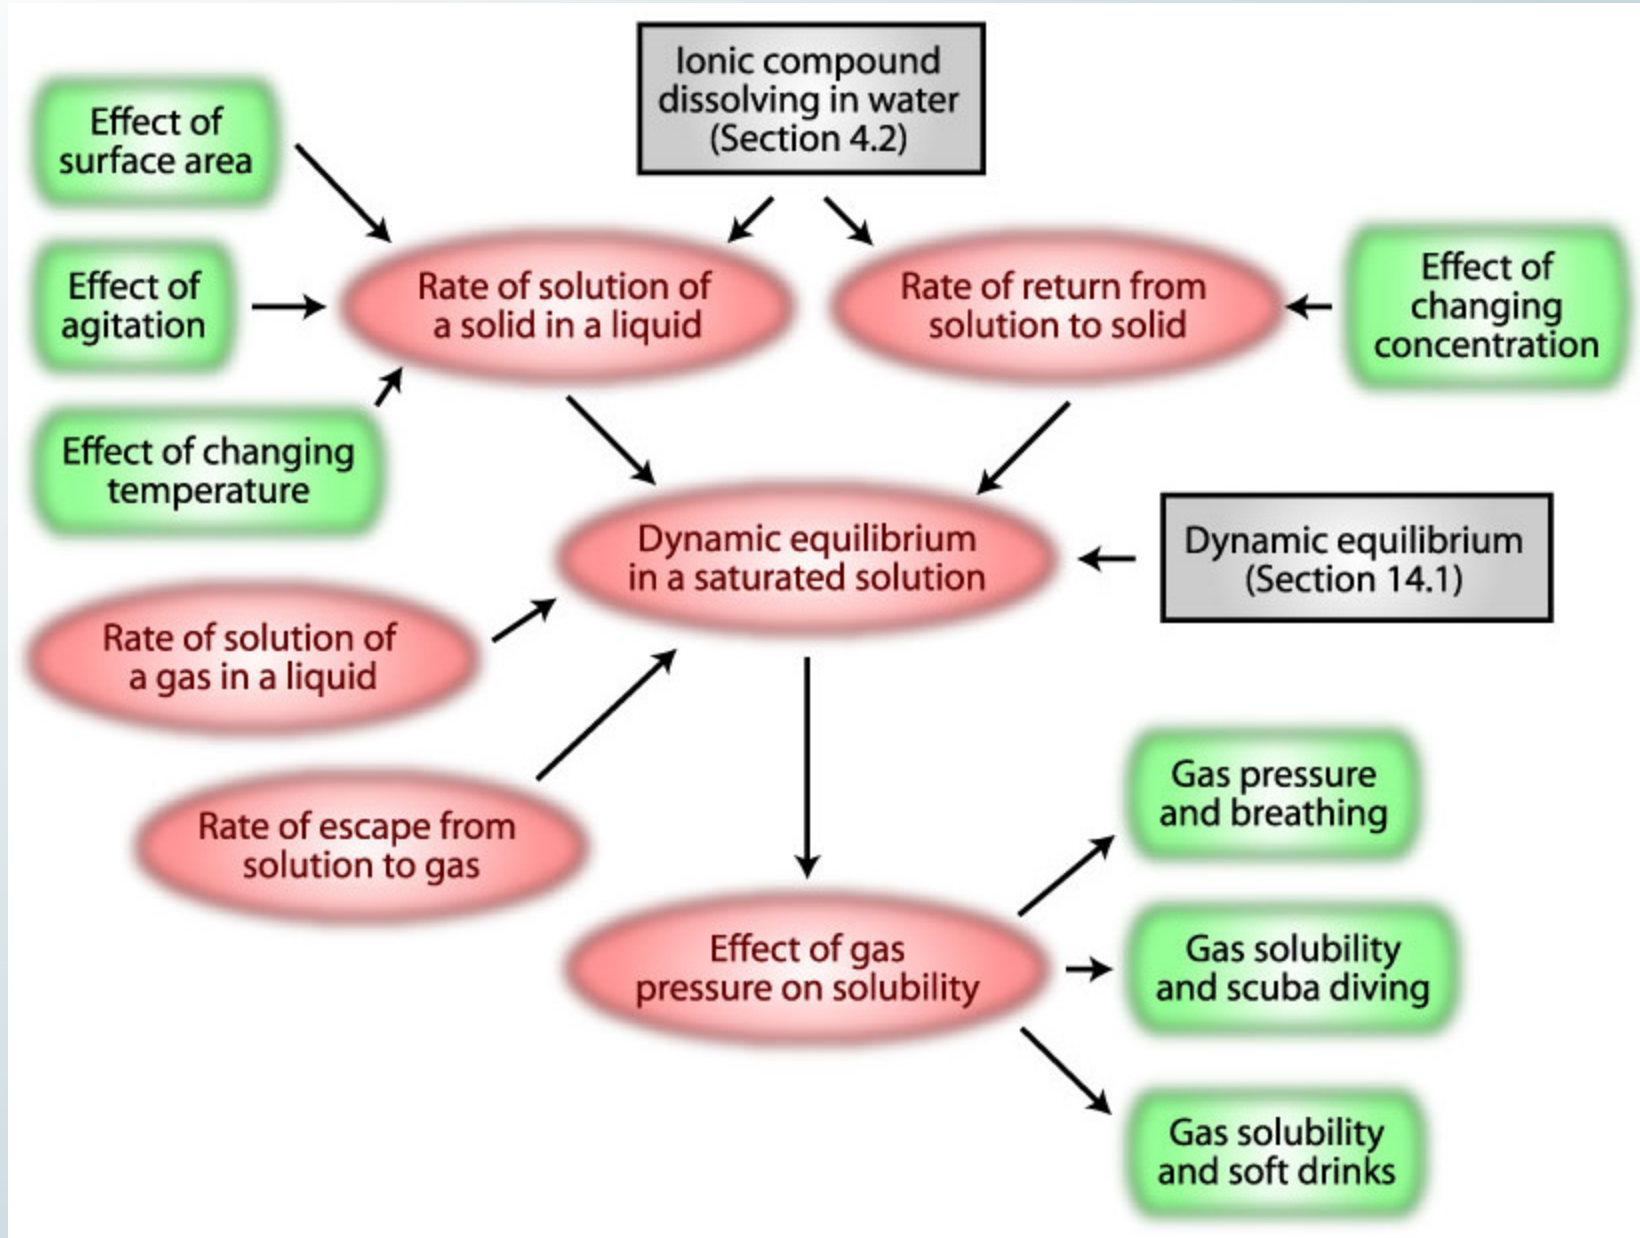 Ionic compound
dissolving in water
(Section 4.2)
Effect of
surface area
Effect of
agitation
Rate of solution of
a solid in a liquid
Rate of return from
solution to solid
Effect of
changing
concentration
Effect of changing
temperature
Dynamic equilibrium
in a saturated solution
Dynamic equilibrium
(Section 14.1)
Rate of solution of
a gas in a liquid
Rate of escape from
solution to gas
Gas pressure
and breathing
Effect of gas
pressure on solubility
Gas solubility
and scuba diving
Gas solubility
and soft drinks